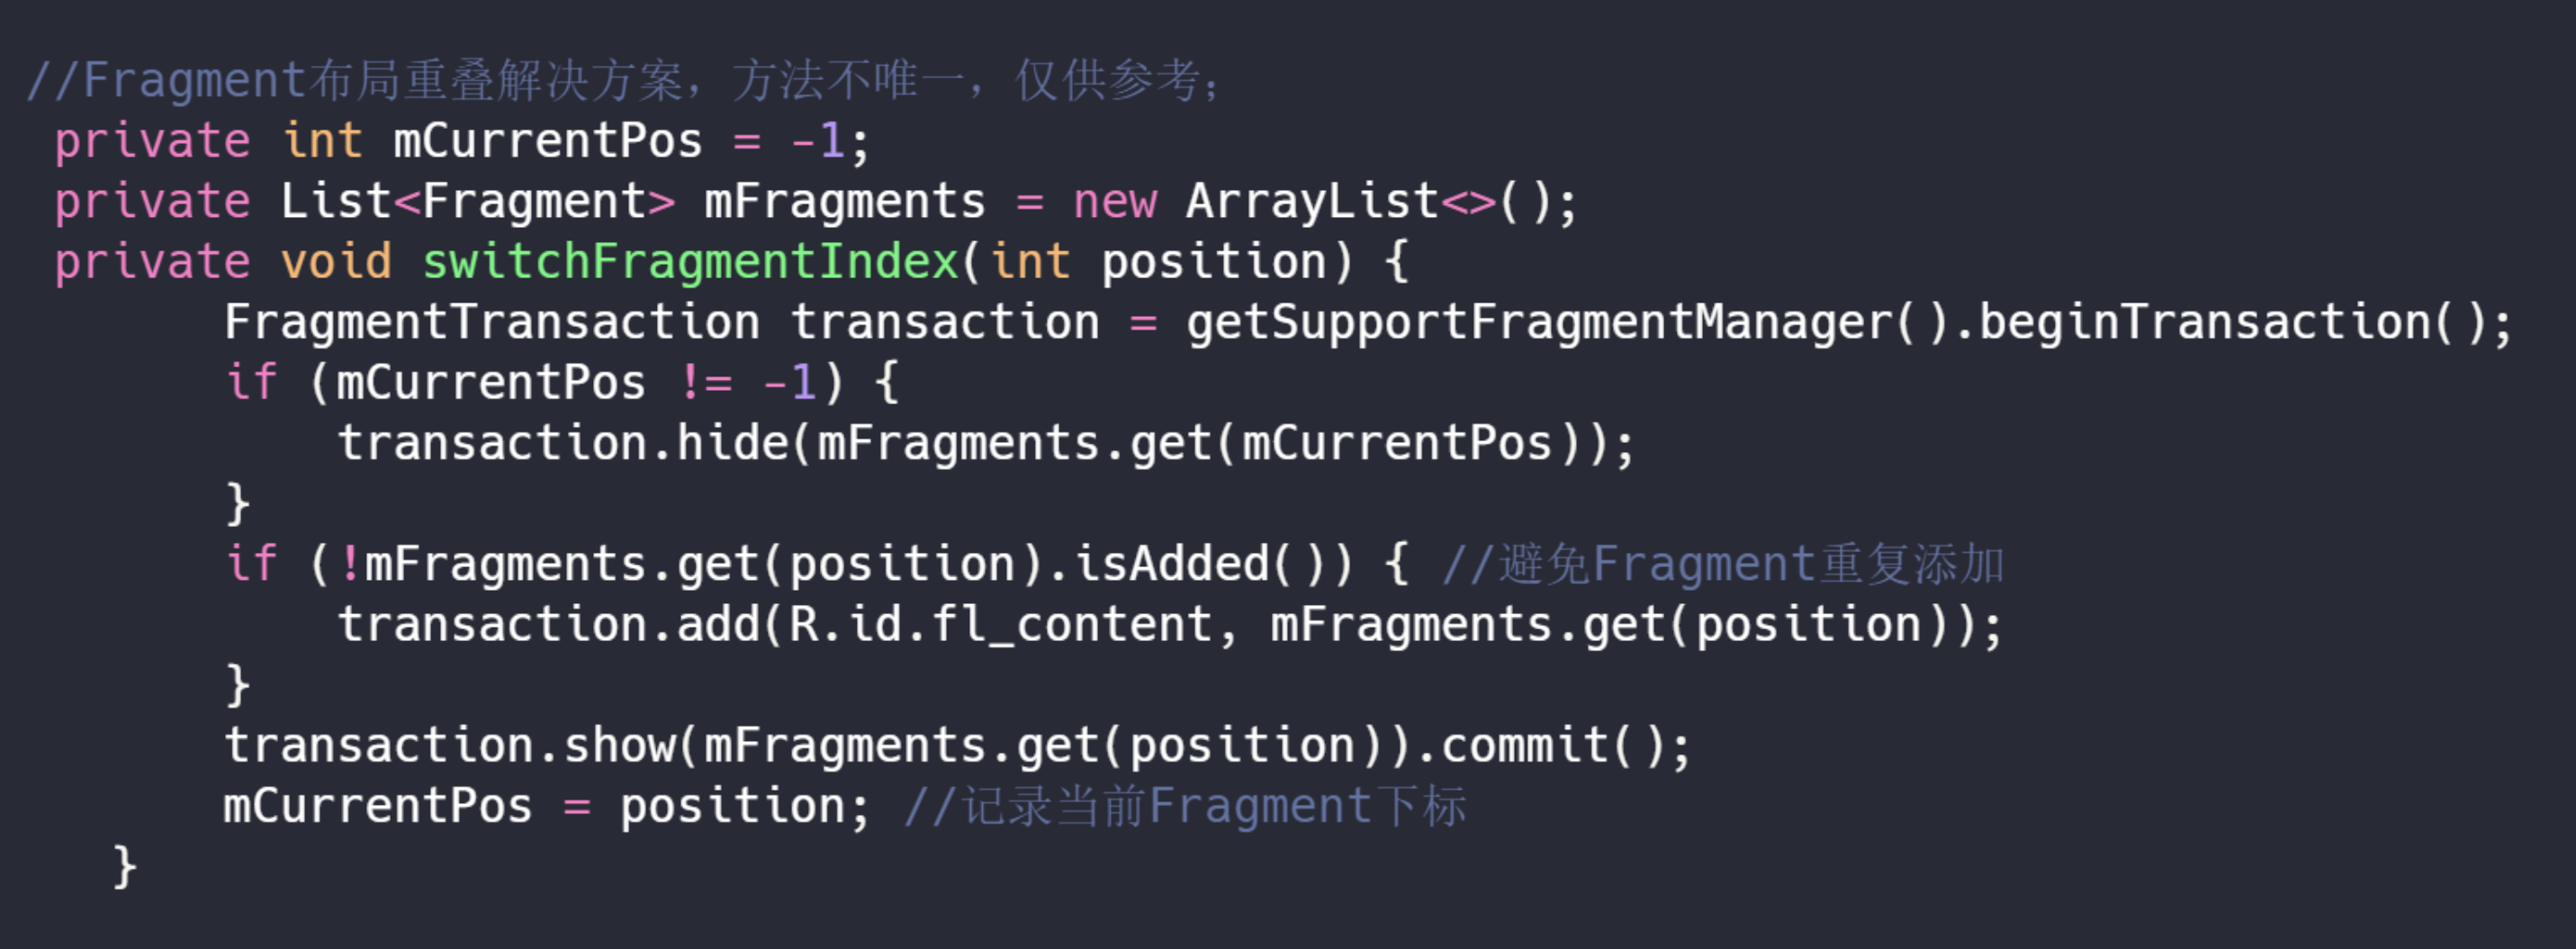 //Fragment布局重叠解决方案，方法不唯一，仅供参考；
private int mCurrentPos = -1;
private List<Fragment> mFragments = new ArrayList<>();
private void switchFragmentIndex(int position) {
FragmentTransaction transaction = getSupportFragmentManager().beginTransaction();
if (mCurrentPos != -1) {
transaction.hide(mFragments.get(mCurrentPos));
}
if (!mFragments.get(position).isAdded()) { //避免Fragment重复添加
transaction.add(R.id.fl_content, mFragments.get(position));
}
transaction.show(mFragments.get(position)).commit();
mCurrentPos = position; //记录当前Fragment下标
}